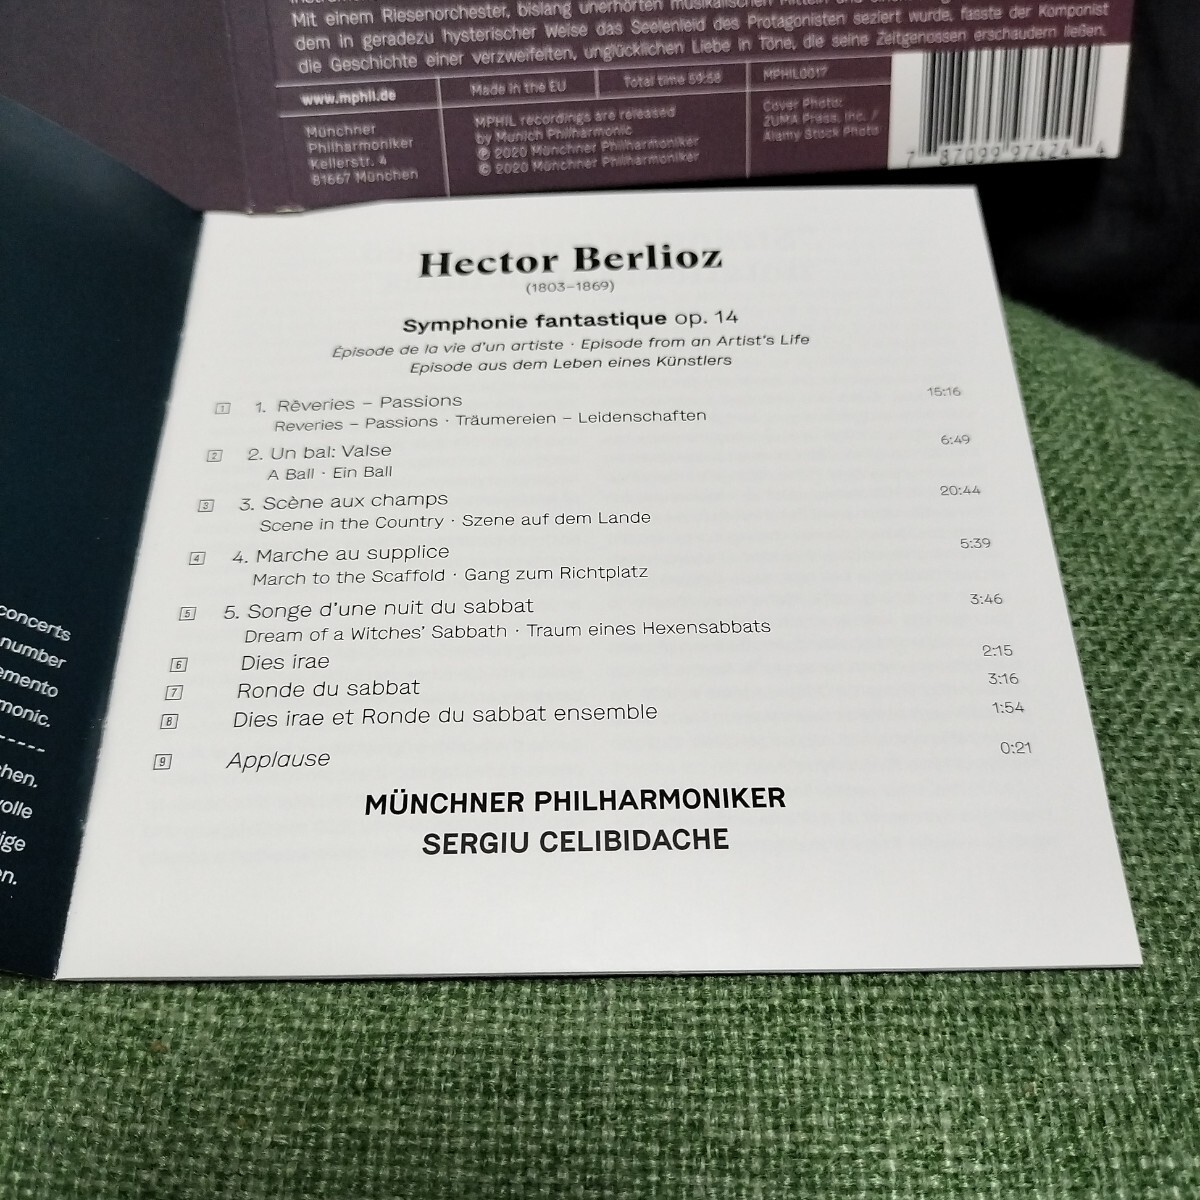 Mit einem Riesenorchester, bislang unerhörten musikalischen Mitteln und
dem in geradezu hysterischer Weise das Seelenleid des Protagonisten seziert wurde, fasste der Komponist
die Geschichte einer verzweifelten, unglücklichen Liebe in Töne, die seine Zeitgenossen erschaudern ließen.
www.mphil.de
Made in the EU
Total time 59:58
MPHIL0017
Münchner
Philharmoniker
Kellerstr. 4
81667 München
MPHIL recordings are released
by Munich Philharmonic
℗ 2020 Münchner Philharmoniker
© 2020 Münchner Philharmoniker
Cover Photo:
ZUMA Press, Inc. /
Alamy Stock Photo
7 87099 97424 4
Hector Berlioz
(1803–1869)
Symphonie fantastique op. 14
Épisode de la vie d'un artiste · Episode from an Artist's Life
Episode aus dem Leben eines Künstlers
1 1. Rêveries – Passions 15:16
Reveries – Passions · Träumereien – Leidenschaften
2 2. Un bal: Valse 6:49
A Ball · Ein Ball
3 3. Scène aux champs 20:44
Scene in the Country · Szene auf dem Lande
4 4. Marche au supplice 5:39
March to the Scaffold · Gang zum Richtplatz
5 5. Songe d'une nuit du sabbat 3:46
Dream of a Witches' Sabbath · Traum eines Hexensabbats
6 Dies irae 2:15
7 Ronde du sabbat 3:16
8 Dies irae et Ronde du sabbat ensemble 1:54
9 Applause 0:21
MÜNCHNER PHILHARMONIKER
SERGIU CELIBIDACHE
concerts
number
emento
monic.
-----
hen.
olle
ige
en.